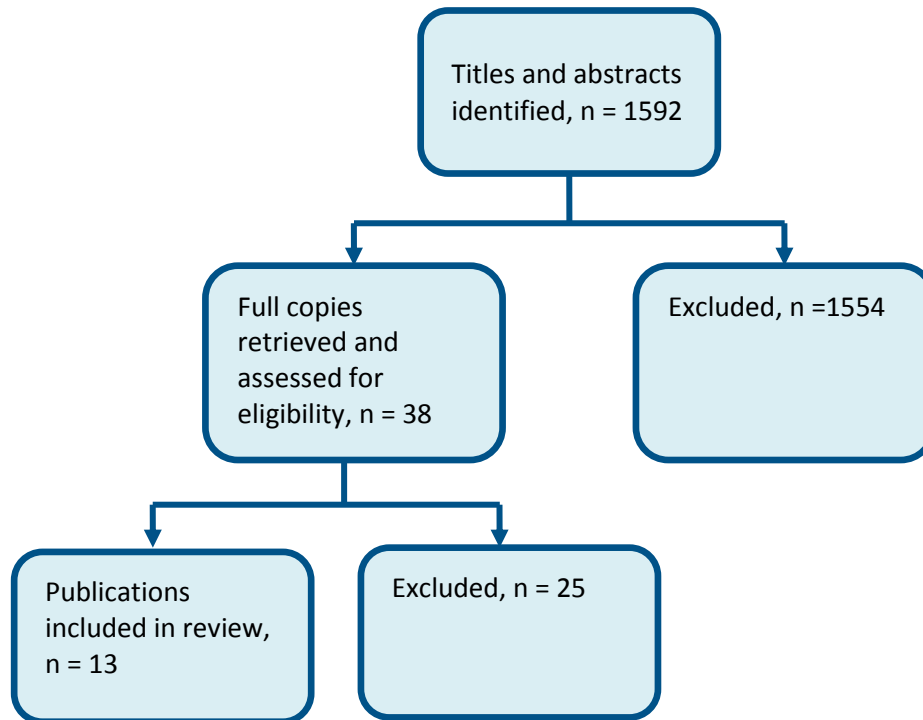 Titles and abstracts
identified, n = 1592
Full copies
retrieved and
assessed for
eligibility, n = 38
Excluded, n =1554
Publications
included in review,
n = 13
Excluded, n = 25